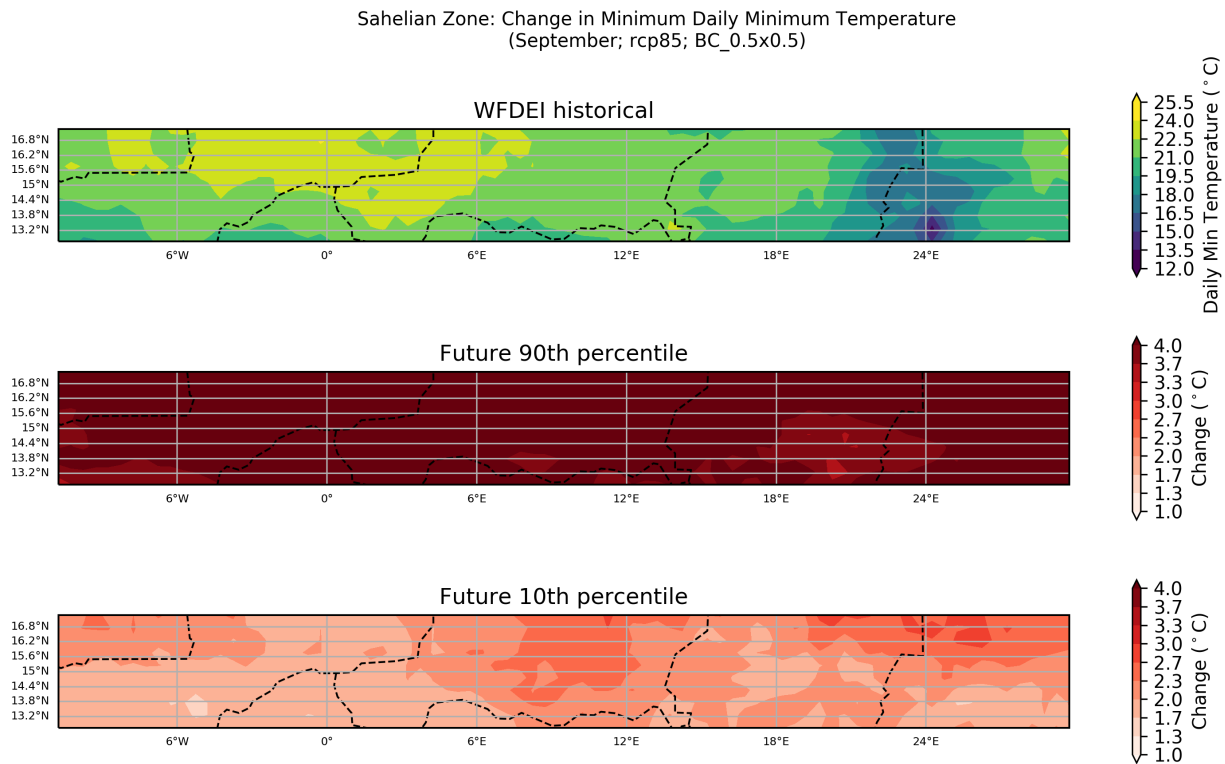 Sahelian Zone: Change in Minimum Daily Minimum Temperature
(September; rcp85; BC_0.5x0.5)
WFDEI historical
16.8°N
16.2°N
15.6°N
15°N
14.4°N
13.8°N
13.2°N
6°W
0°
6°E
12°E
18°E
24°E
25.5
24.0
22.5
21.0
19.5
18.0
16.5
15.0
13.5
12.0
Daily Min Temperature (°C)
Future 90th percentile
16.8°N
16.2°N
15.6°N
15°N
14.4°N
13.8°N
13.2°N
6°W
0°
6°E
12°E
18°E
24°E
4.0
3.7
3.3
3.0
2.7
2.3
2.0
1.7
1.3
1.0
Change (°C)
Future 10th percentile
16.8°N
16.2°N
15.6°N
15°N
14.4°N
13.8°N
13.2°N
6°W
0°
6°E
12°E
18°E
24°E
4.0
3.7
3.3
3.0
2.7
2.3
2.0
1.7
1.3
1.0
Change (°C)